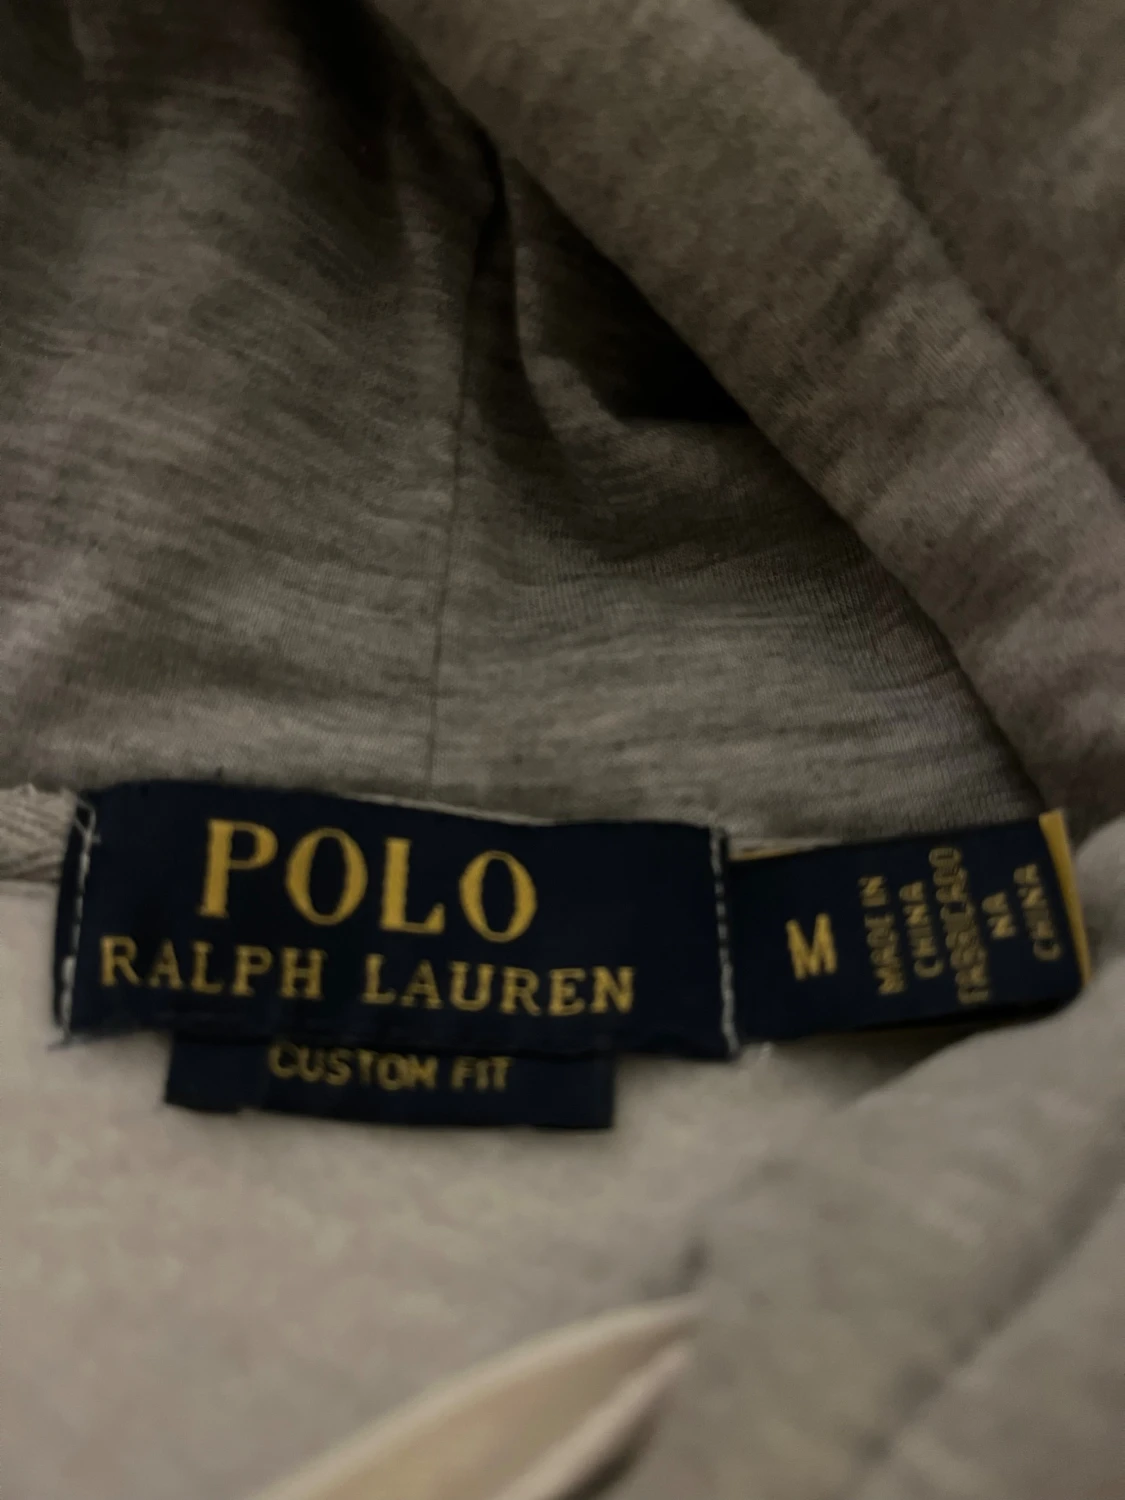 POLO
RALPH LAUREN
CUSTOM FIT
M
MADE IN
CHINA
FABRICADO
NA
CHINA